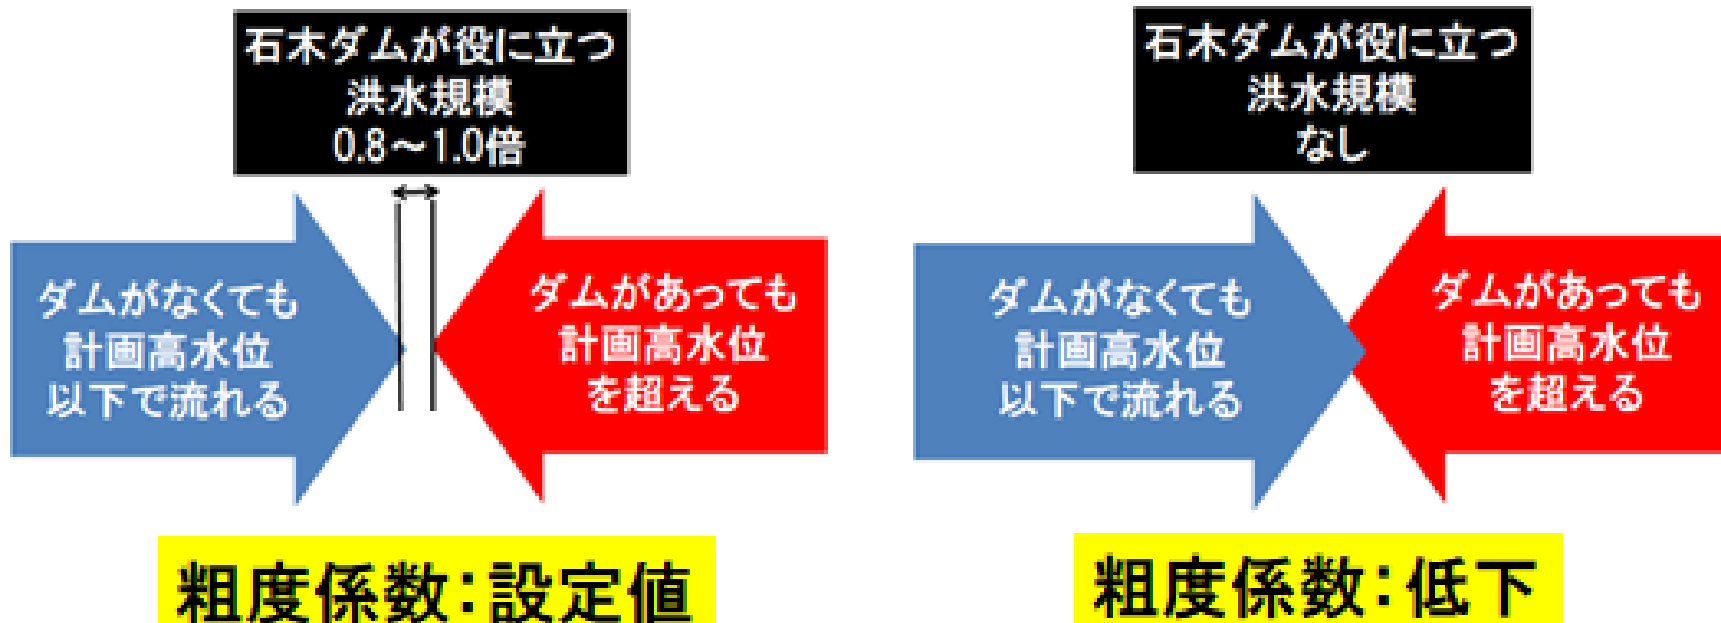 石木ダムが役に立つ
洪水規模
0.8～1.0倍
ダムがなくても
計画高水位
以下で流れる
ダムがあっても
計画高水位
を超える
粗度係数：設定値
石木ダムが役に立つ
洪水規模
なし
ダムがなくても
計画高水位
以下で流れる
ダムがあっても
計画高水位
を超える
粗度係数：低下